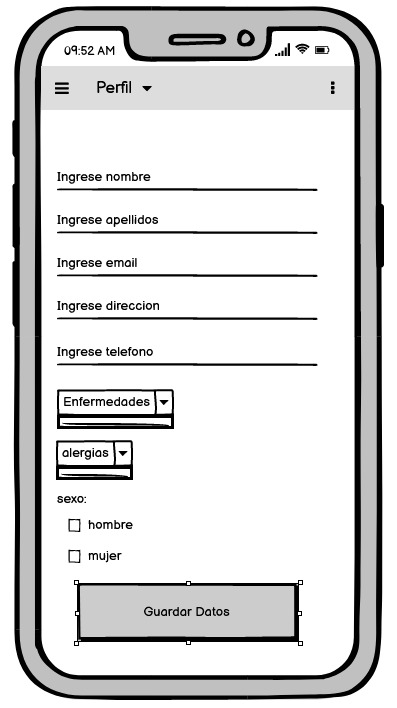 09:52 AM
Perfil
Ingrese nombre
Ingrese apellidos
Ingrese email
Ingrese direccion
Ingrese telefono
Enfermedades
alergias
sexo:
hombre
mujer
Guardar Datos